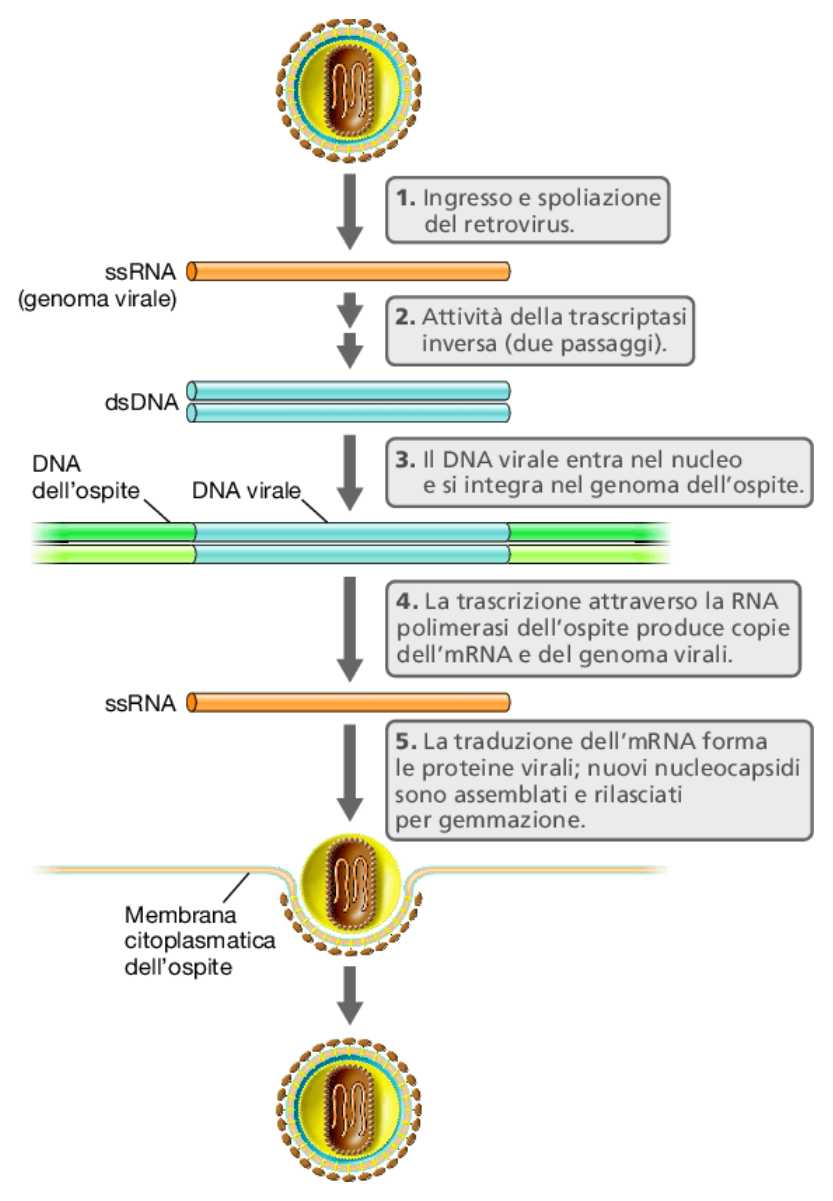 1. Ingresso e spoliazione
del retrovirus.
ssRNA
(genoma virale)
2. Attività della trascriptasi
inversa (due passaggi).
dsDNA
3. Il DNA virale entra nel nucleo
e si integra nel genoma dell'ospite.
DNA
dell'ospite
DNA virale
4. La trascrizione attraverso la RNA
polimerasi dell'ospite produce copie
dell'mRNA e del genoma virali.
ssRNA
5. La traduzione dell'mRNA forma
le proteine virali; nuovi nucleocapsidi
sono assemblati e rilasciati
per gemmazione.
Membrana
citoplasmatica
dell'ospite